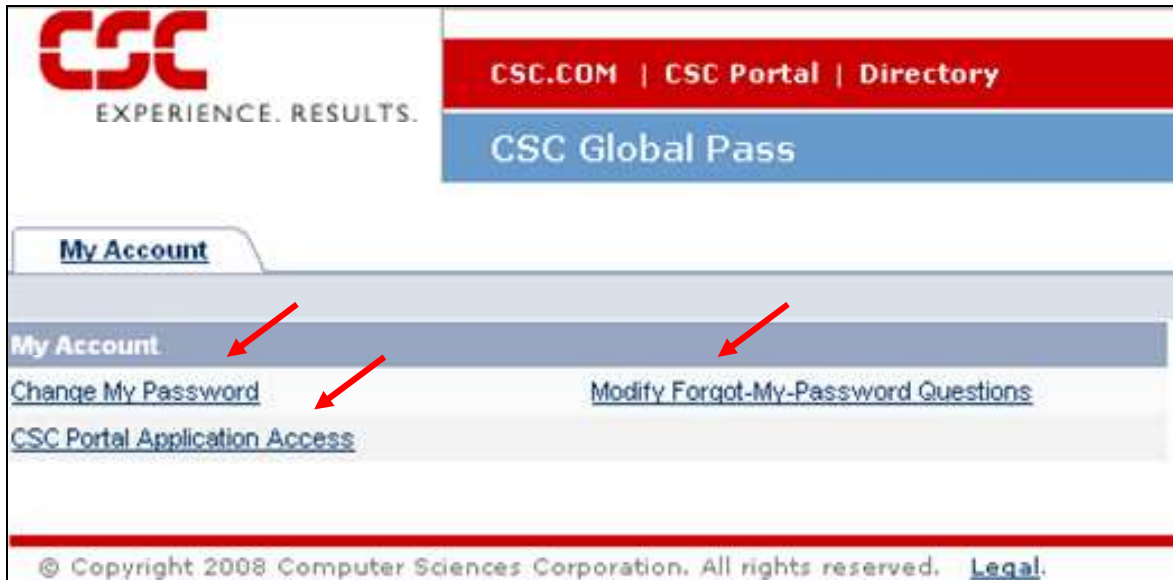 CSC
EXPERIENCE. RESULTS.
CSC.COM | CSC Portal | Directory
CSC Global Pass
My Account
My Account
Change My Password
Modify Forgot-My-Password Questions
CSC Portal Application Access
© Copyright 2008 Computer Sciences Corporation. All rights reserved. Legal.